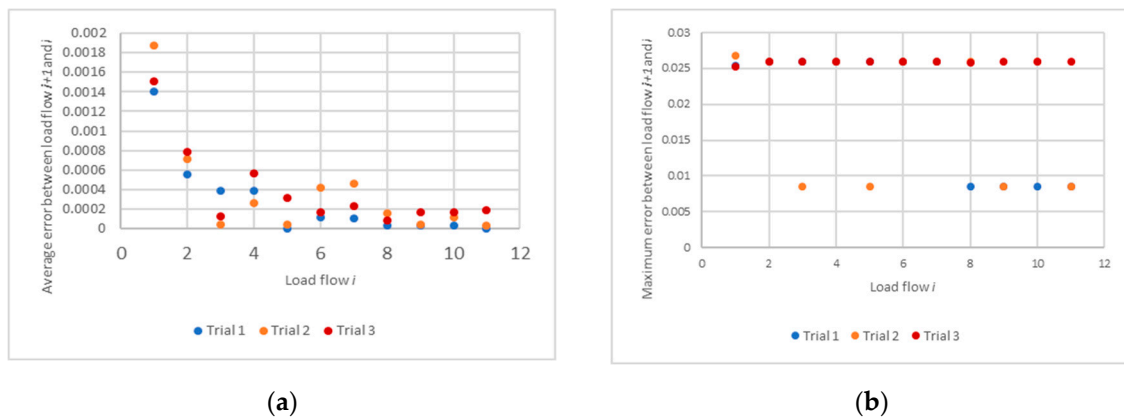 Average error between load flow i+1 and i
0.002
0.0018
0.0016
0.0014
0.0012
0.001
0.0008
0.0006
0.0004
0.0002
0
0 2 4 6 8 10 12
Load flow i
Trial 1 Trial 2 Trial 3
(a)
Maximum error between load flow i+1 and i
0.03
0.025
0.02
0.015
0.01
0.005
0
0 2 4 6 8 10 12
Load flow i
Trial 1 Trial 2 Trial 3
(b)